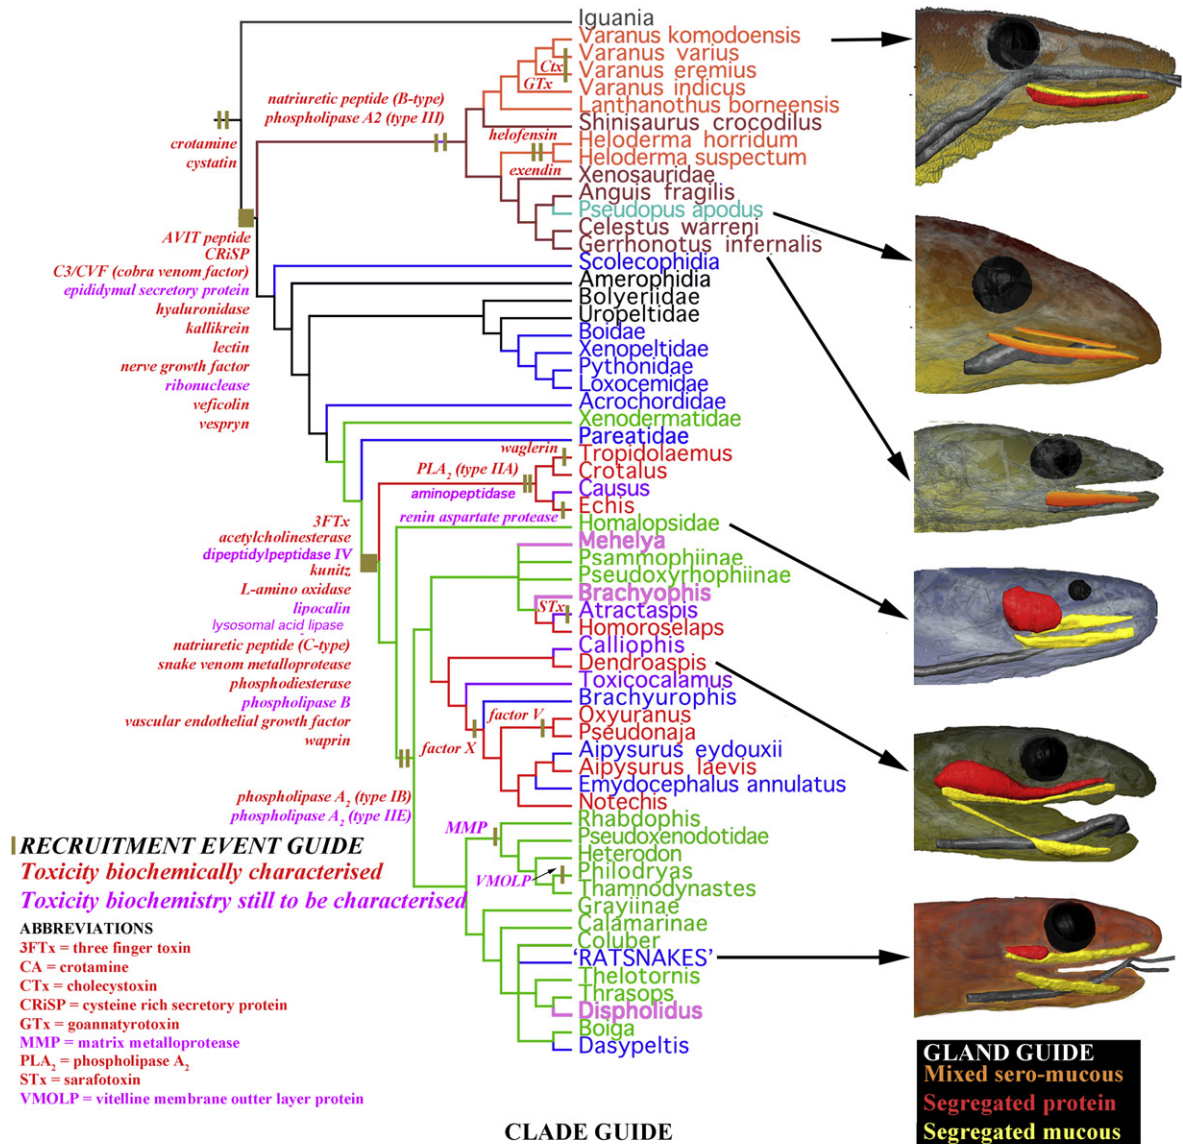 Iguania
Varanus komodoensis
Varanus varius
Varanus eremius
Varanus indicus
Lanthanothus borneensis
Shinisaurus crocodilus
Heloderma horridum
Heloderma suspectum
Xenosauridae
Anguis fragilis
Pseudopus apodus
Celestus warreni
Gerrhonotus infernalis
Scolecophidia
Amerophidia
Bolyeriidae
Uropeltidae
Boidae
Xenopeltidae
Pythonidae
Loxocemidae
Acrochordidae
Xenodermatidae
Pareatidae
Tropidolaemus
Crotalus
Causus
Echis
Homalopsidae
Mehelya
Psammophiinae
Pseudoxyrhophiinae
Brachyophis
Atractaspis
Homoroselaps
Calliophis
Dendroaspis
Toxicocalamus
Brachyurophis
Oxyuranus
Pseudonaja
Aipysurus eydouxii
Aipysurus laevis
Emydocephalus annulatus
Notechis
Rhabdophis
Pseudoxenodotidae
Heterodon
Philodryas
Thamnodynastes
Grayiinae
Calamarinae
Coluber
'RATSNAKES'
Thelotornis
Thrasops
Dispholidus
Boiga
Dasypeltis
Ctx
GTx
natriuretic peptide (B-type)
phospholipase A2 (type III)
helofensin
exendin
crotamine
cystatin
AVIT peptide
CRiSP
C3/CVF (cobra venom factor)
epididymal secretory protein
hyaluronidase
kallikrein
lectin
nerve growth factor
ribonuclease
veficolin
vespryn
waglerin
PLA2 (type IIA)
aminopeptidase
renin aspartate protease
3FTx
acetylcholinesterase
dipeptidylpeptidase IV
kunitz
L-amino oxidase
lipocalin
lysosomal acid lipase
natriuretic peptide (C-type)
snake venom metalloprotease
phosphodiesterase
phospholipase B
vascular endothelial growth factor
waprin
STx
factor V
factor X
phospholipase A2 (type IB)
phospholipase A2 (type IIE)
MMP
VMOLP
RECRUITMENT EVENT GUIDE
Toxicity biochemically characterised
Toxicity biochemistry still to be characterised
ABBREVIATIONS
3FTx = three finger toxin
CA = crotamine
CTx = cholecystoxin
CRiSP = cysteine rich secretory protein
GTx = goannatyrotoxin
MMP = matrix metalloprotease
PLA2 = phospholipase A2
STx = sarafotoxin
VMOLP = vitelline membrane outter layer protein
CLADE GUIDE
GLAND GUIDE
Mixed sero-mucous
Segregated protein
Segregated mucous